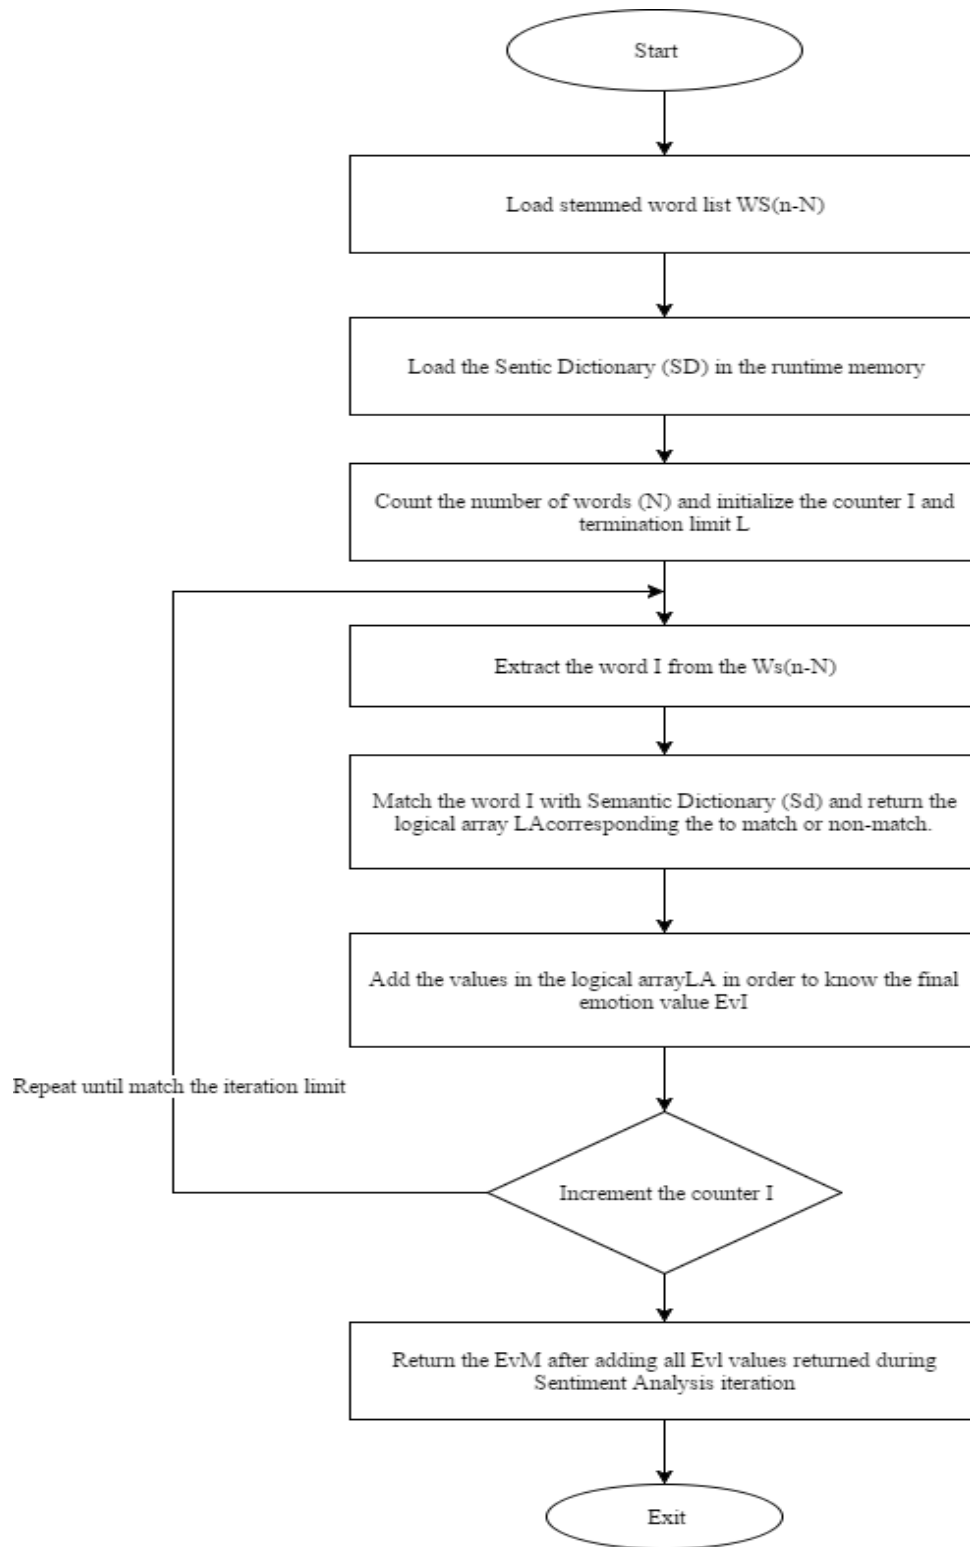 Start
Load stemmed word list WS(n-N)
Load the Sentic Dictionary (SD) in the runtime memory
Count the number of words (N) and initialize the counter I and
termination limit L
Extract the word I from the Ws(n-N)
Match the word I with Semantic Dictionary (Sd) and return the
logical array LAcorresponding the to match or non-match.
Add the values in the logical arrayLA in order to know the final
emotion value EvI
Repeat until match the iteration limit
Increment the counter I
Return the EvM after adding all Evl values returned during
Sentiment Analysis iteration
Exit